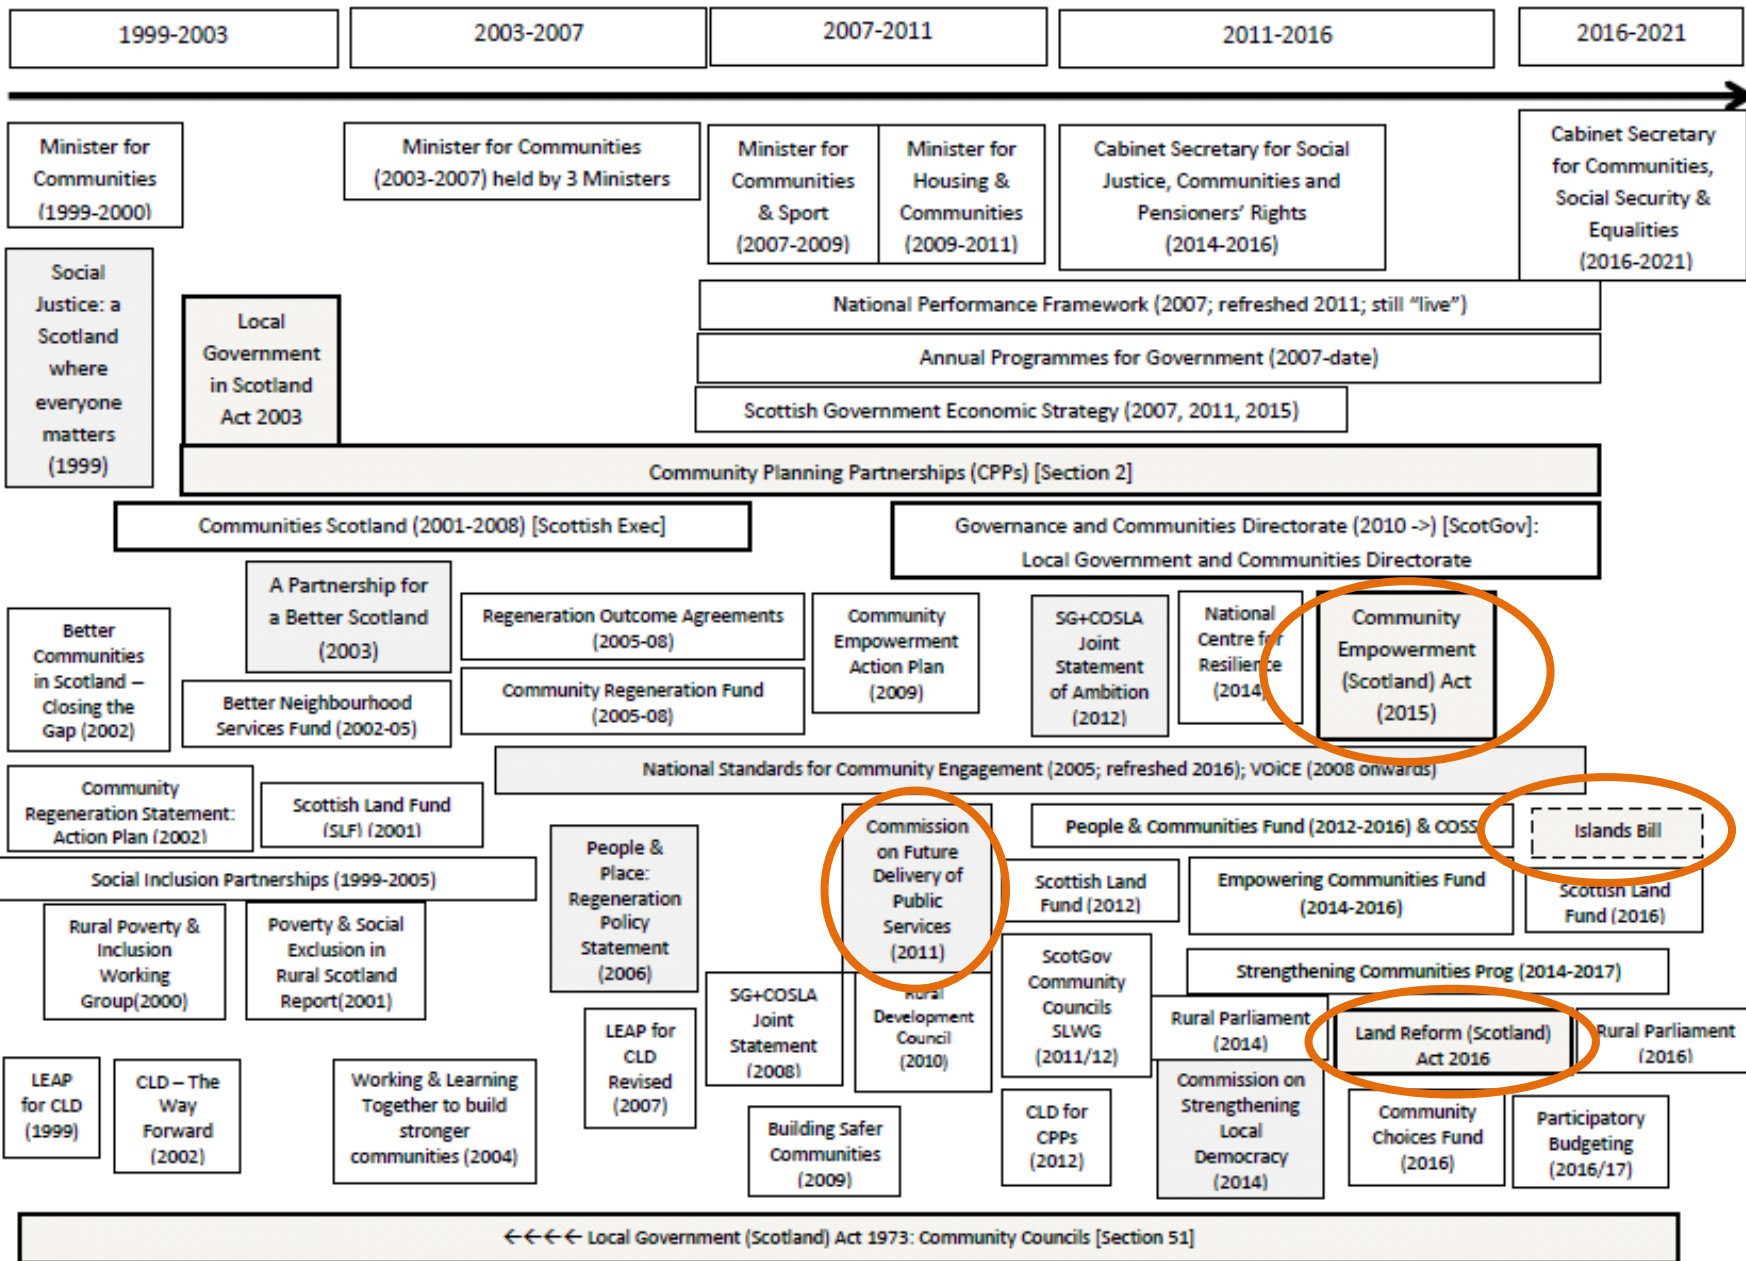 1999-2003
2003-2007
2007-2011
2011-2016
2016-2021
Minister for
Communities
(1999-2000)
Minister for Communities
(2003-2007) held by 3 Ministers
Minister for
Communities
& Sport
(2007-2009)
Minister for
Housing &
Communities
(2009-2011)
Cabinet Secretary for Social
Justice, Communities and
Pensioners' Rights
(2014-2016)
Cabinet Secretary
for Communities,
Social Security &
Equalities
(2016-2021)
Social
Justice: a
Scotland
where
everyone
matters
(1999)
Local
Government
in Scotland
Act 2003
National Performance Framework (2007; refreshed 2011; still "live")
Annual Programmes for Government (2007-date)
Scottish Government Economic Strategy (2007, 2011, 2015)
Community Planning Partnerships (CPPs) [Section 2]
Communities Scotland (2001-2008) [Scottish Exec]
Governance and Communities Directorate (2010 ->) [ScotGov]:
Local Government and Communities Directorate
Better
Communities
in Scotland –
Closing the
Gap (2002)
A Partnership for
a Better Scotland
(2003)
Better Neighbourhood
Services Fund (2002-05)
Regeneration Outcome Agreements
(2005-08)
Community Regeneration Fund
(2005-08)
Community
Empowerment
Action Plan
(2009)
SG+COSLA
Joint
Statement
of Ambition
(2012)
National
Centre for
Resilience
(2014)
Community
Empowerment
(Scotland) Act
(2015)
National Standards for Community Engagement (2005; refreshed 2016); VOiCE (2008 onwards)
Community
Regeneration Statement:
Action Plan (2002)
Scottish Land Fund
(SLF) (2001)
People &
Place:
Regeneration
Policy
Statement
(2006)
Commission
on Future
Delivery of
Public
Services
(2011)
People & Communities Fund (2012-2016) & COSS
Islands Bill
Social Inclusion Partnerships (1999-2005)
Scottish Land
Fund (2012)
Empowering Communities Fund
(2014-2016)
Scottish Land
Fund (2016)
Rural Poverty &
Inclusion
Working
Group(2000)
Poverty & Social
Exclusion in
Rural Scotland
Report(2001)
ScotGov
Community
Councils
SLWG
(2011/12)
Strengthening Communities Prog (2014-2017)
LEAP for
CLD
Revised
(2007)
SG+COSLA
Joint
Statement
(2008)
Rural
Development
Council
(2010)
Rural Parliament
(2014)
Land Reform (Scotland)
Act 2016
Rural Parliament
(2016)
LEAP
for CLD
(1999)
CLD – The
Way
Forward
(2002)
Working & Learning
Together to build
stronger
communities (2004)
Building Safer
Communities
(2009)
CLD for
CPPs
(2012)
Commission on
Strengthening
Local
Democracy
(2014)
Community
Choices Fund
(2016)
Participatory
Budgeting
(2016/17)
←←←← Local Government (Scotland) Act 1973: Community Councils [Section 51]